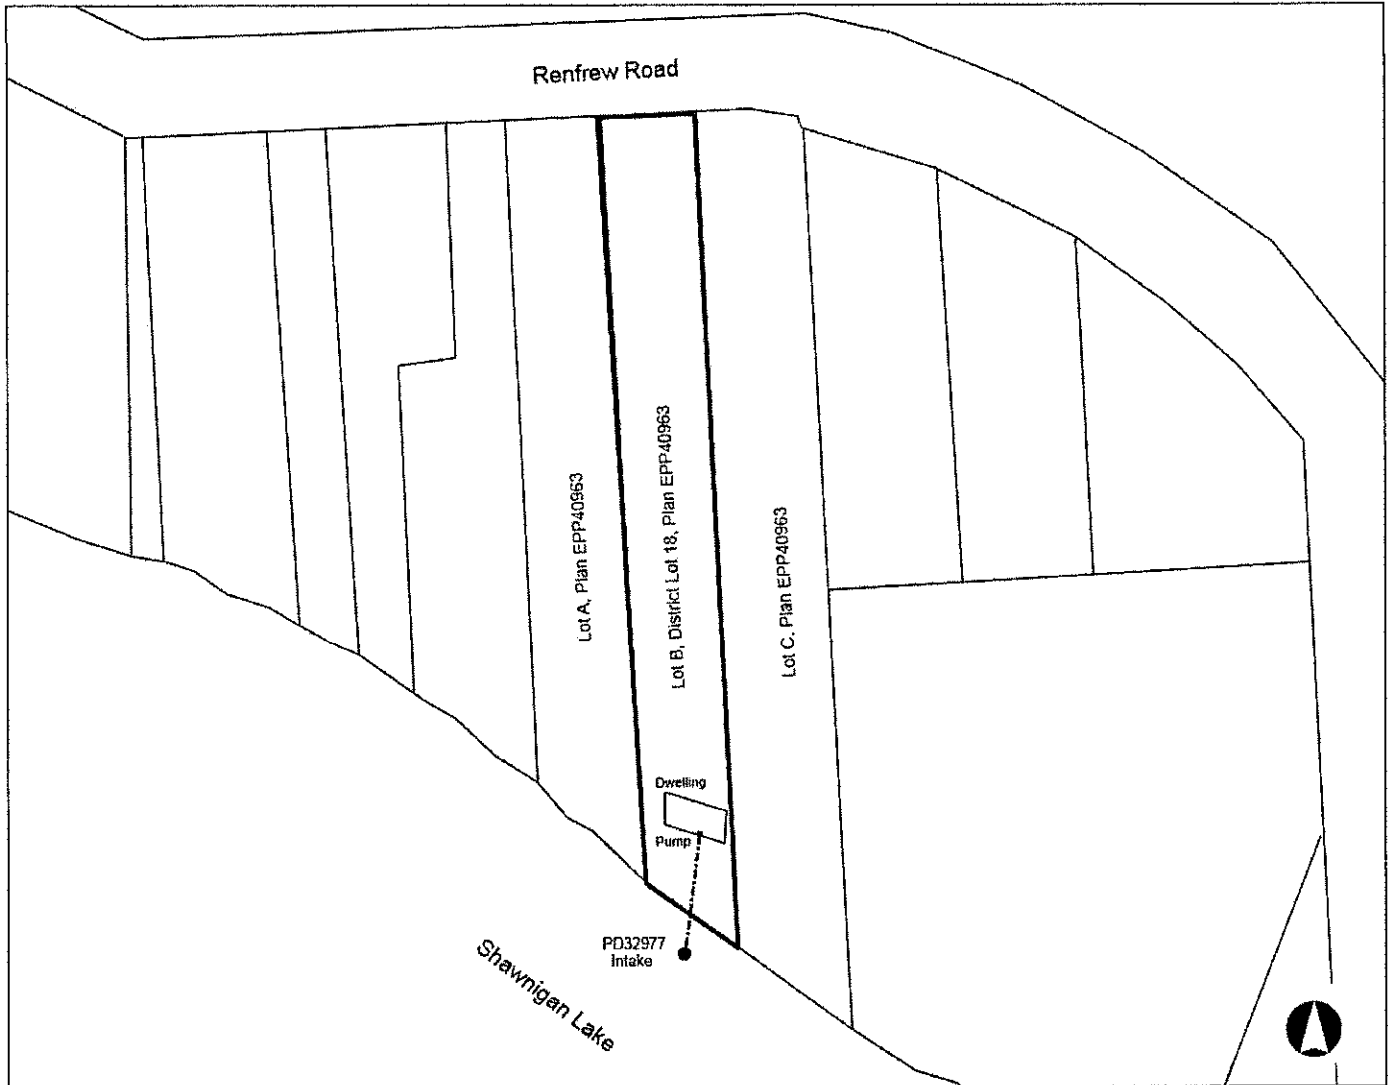 Renfrew Road
Lot A, Plan EPP40963
Lot B, District Lot 18, Plan EPP40963
Lot C, Plan EPP40963
Dwelling
Pump
PD32977
Intake
Shawnigan Lake